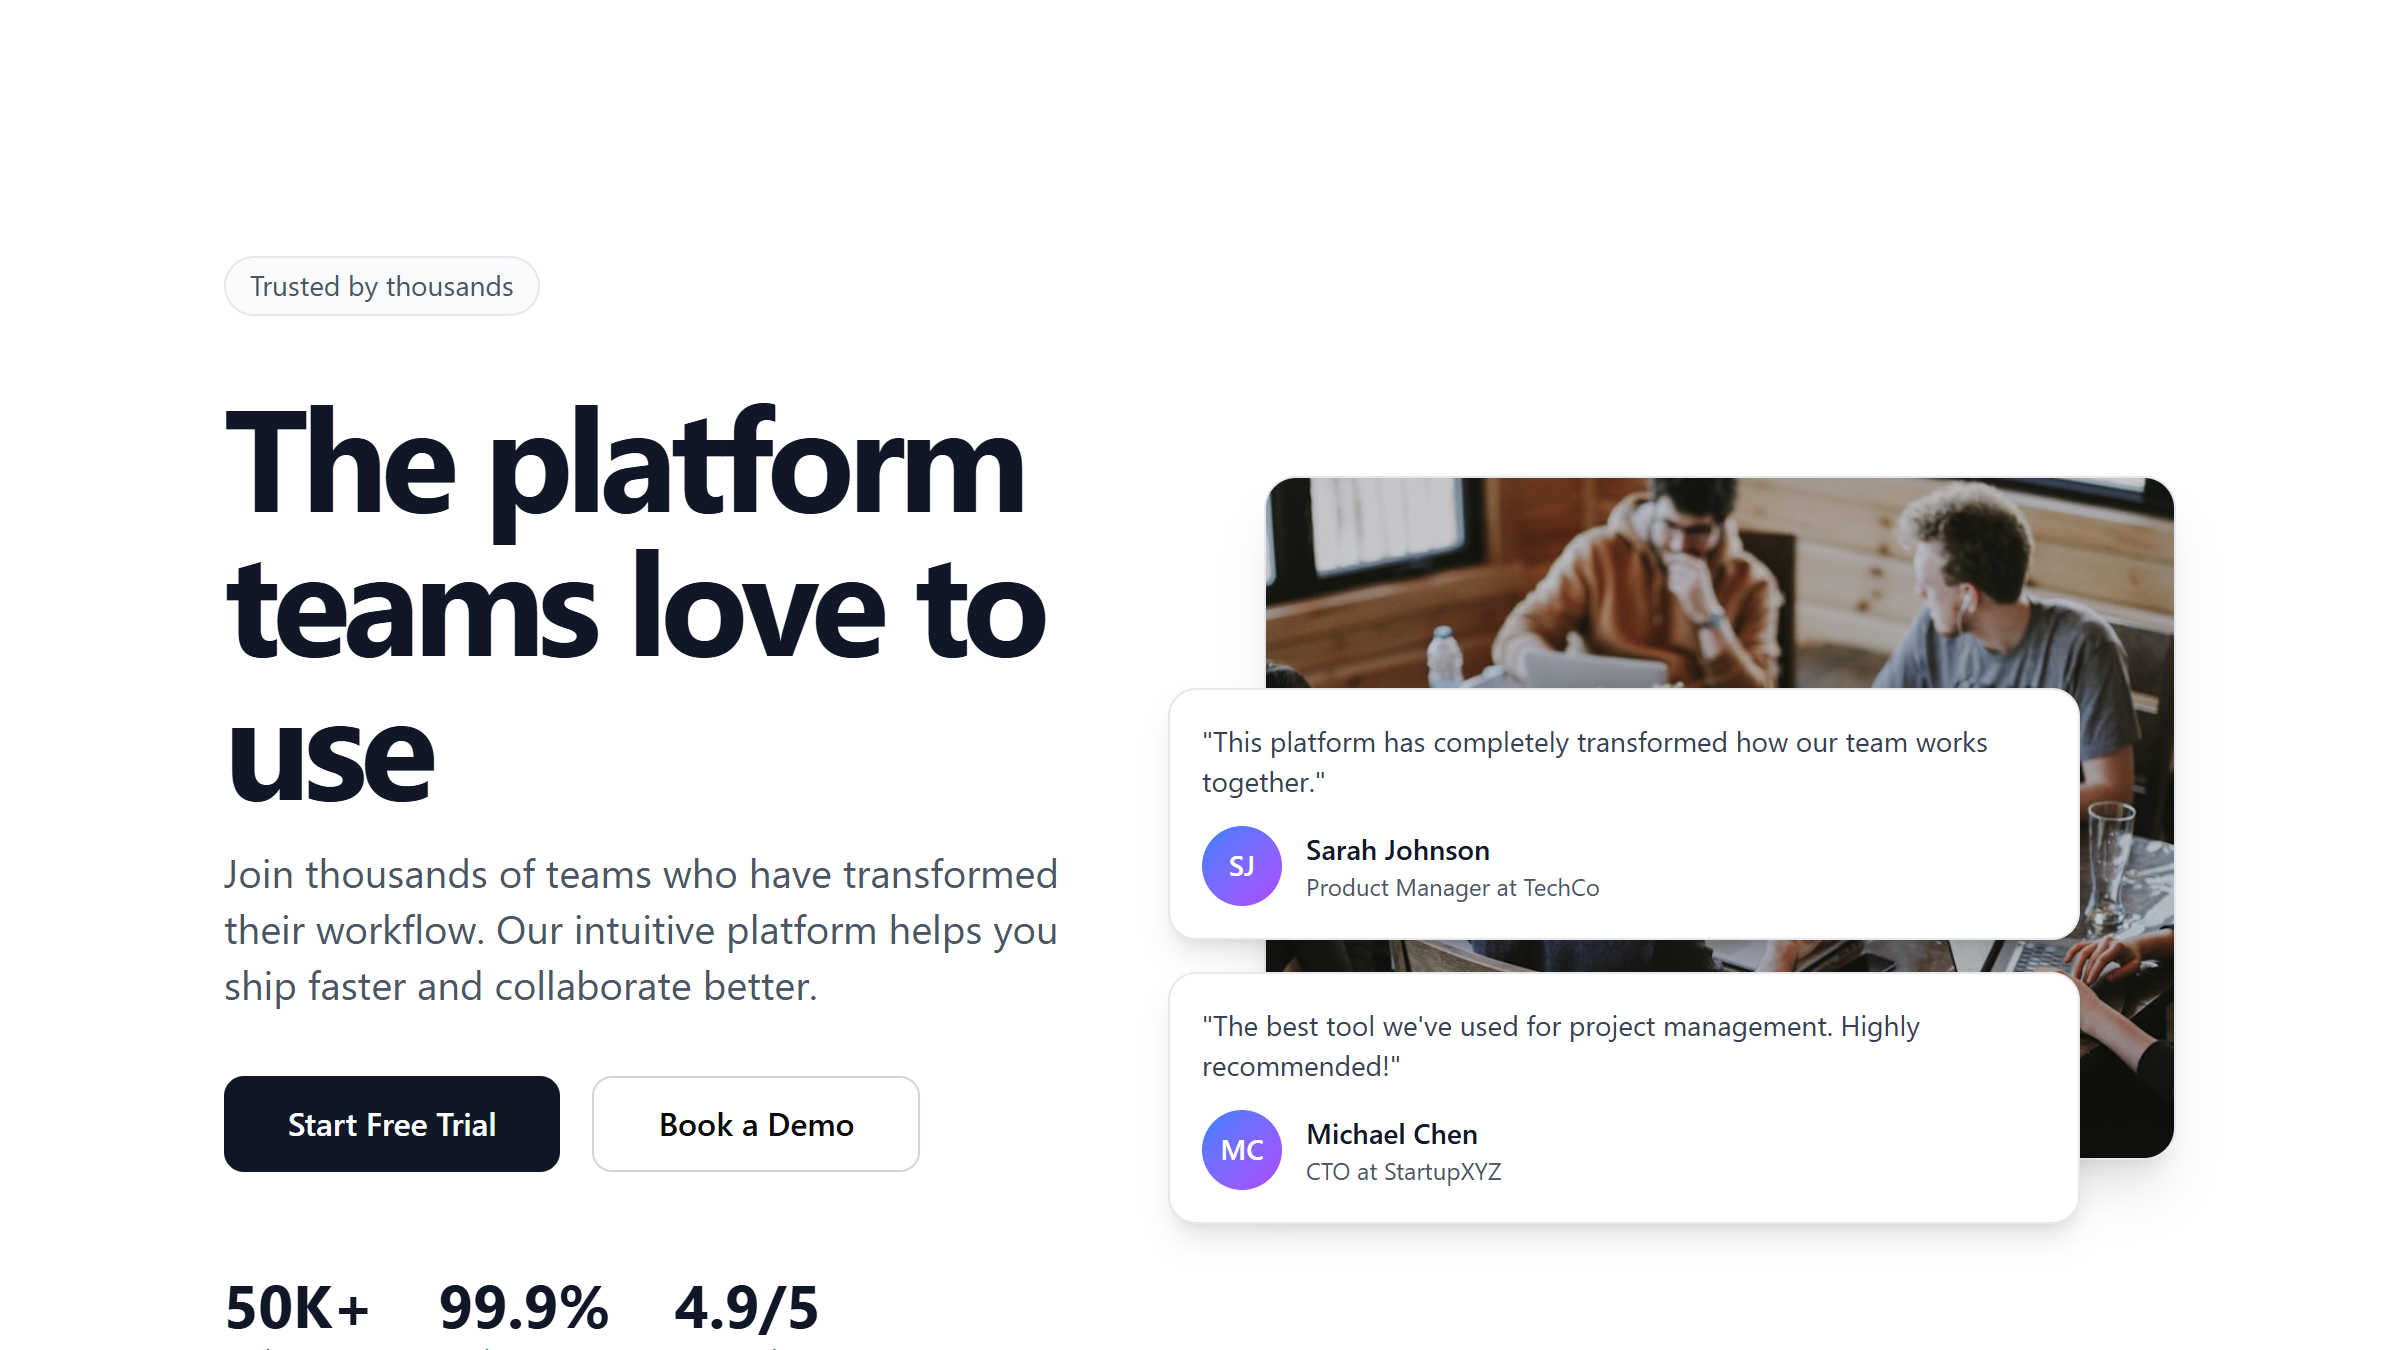 Trusted by thousands
The platform
teams love to
use
Join thousands of teams who have transformed
their workflow. Our intuitive platform helps you
ship faster and collaborate better.
Start Free Trial
Book a Demo
50K+
99.9%
4.9/5
"This platform has completely transformed how our team works
together."
SJ
Sarah Johnson
Product Manager at TechCo
"The best tool we've used for project management. Highly
recommended!"
MC
Michael Chen
CTO at StartupXYZ